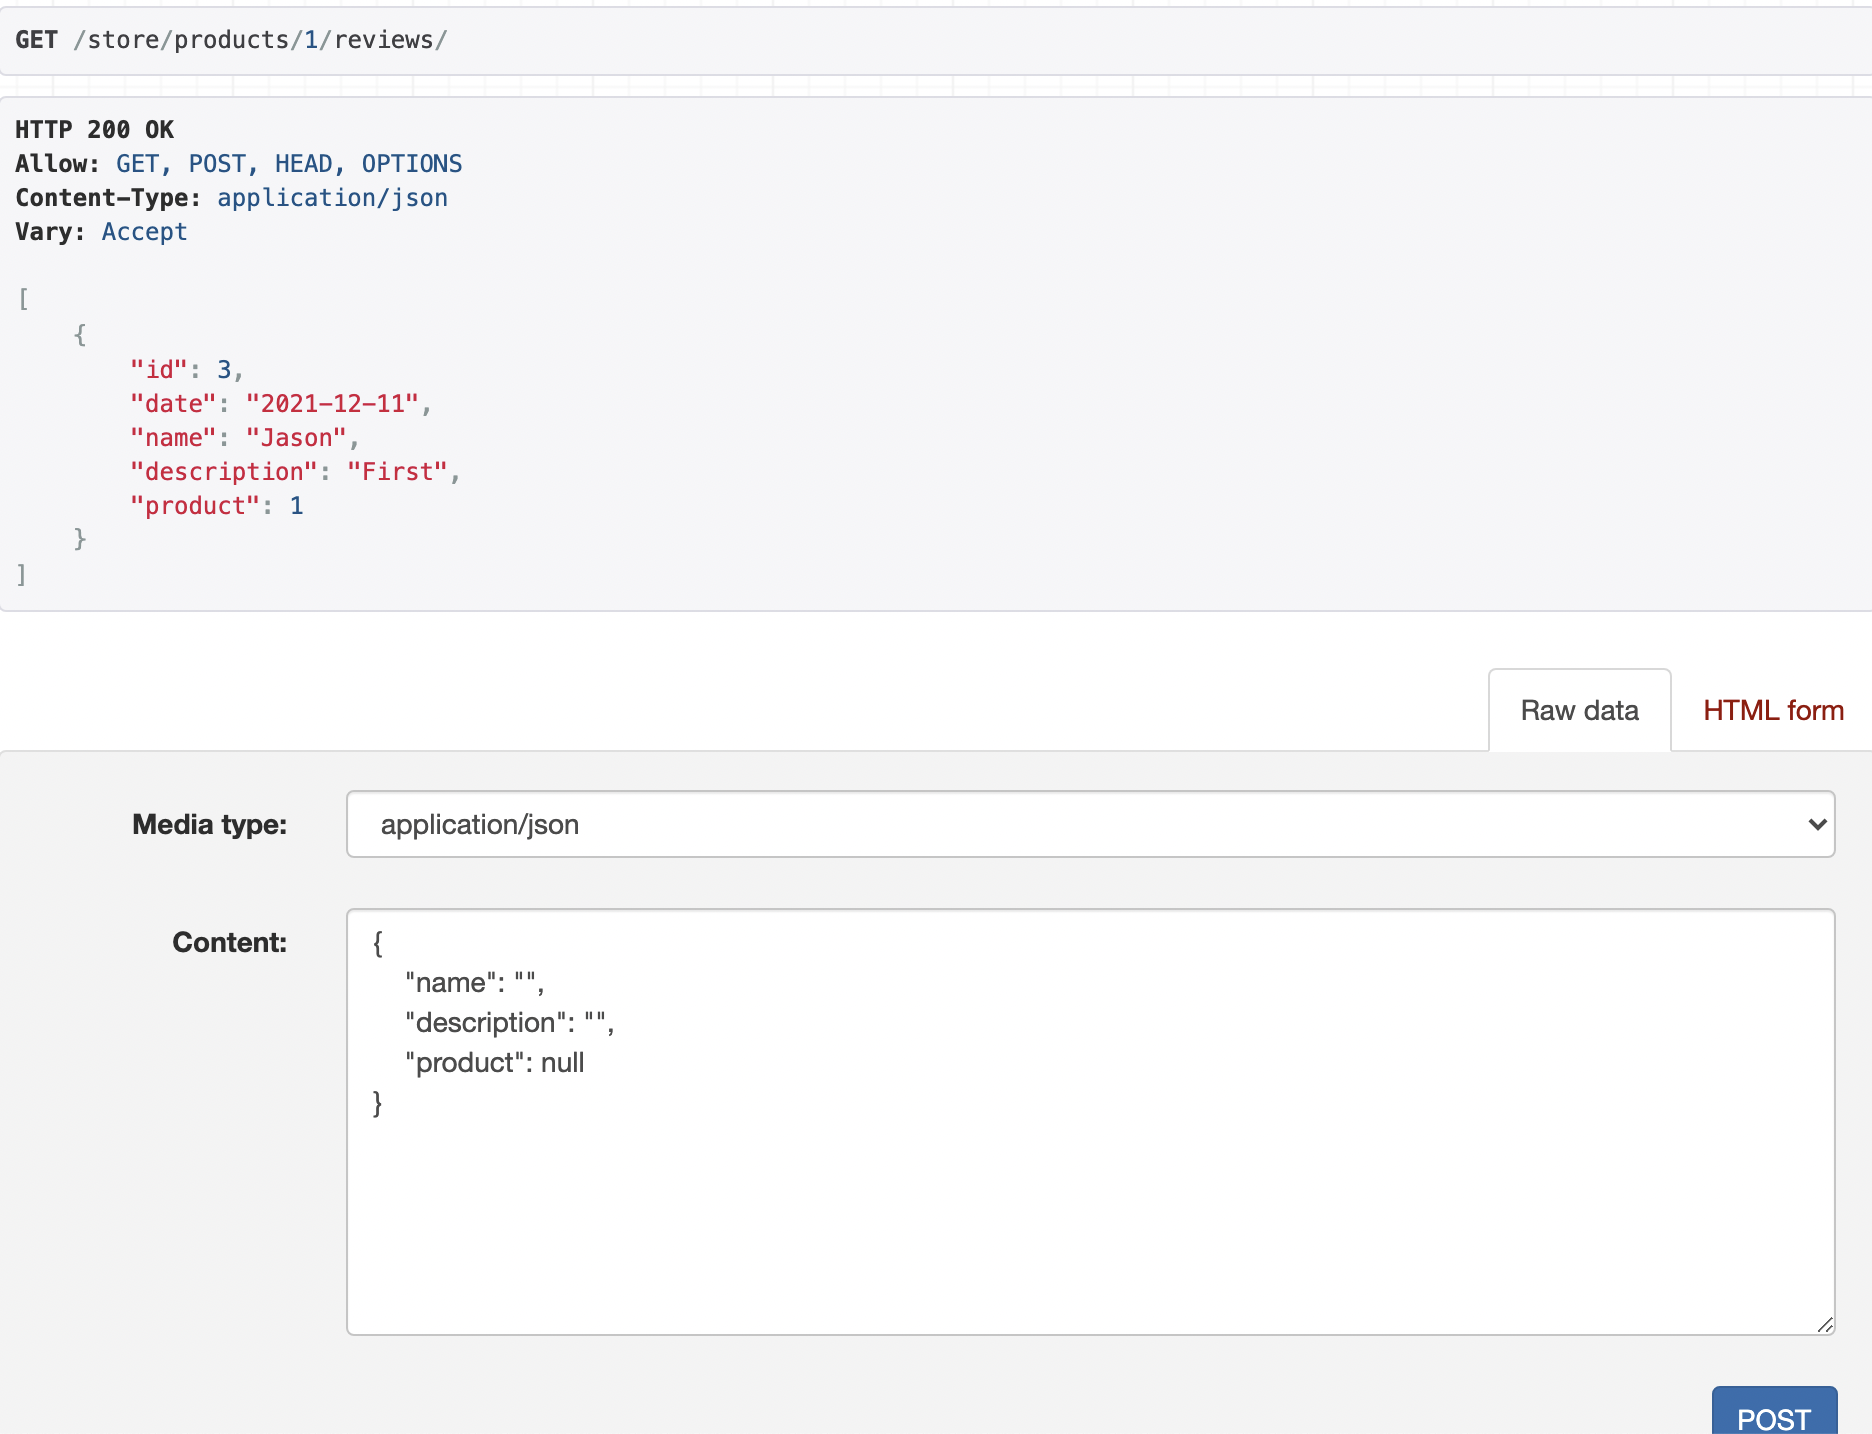 GET /store/products/1/reviews/
HTTP 200 OK
Allow: GET, POST, HEAD, OPTIONS
Content-Type: application/json
Vary: Accept
[
    {
        "id": 3,
        "date": "2021-12-11",
        "name": "Jason",
        "description": "First",
        "product": 1
    }
]
Raw data HTML form
Media type: application/json
Content: {
    "name": "",
    "description": "",
    "product": null
}
POST